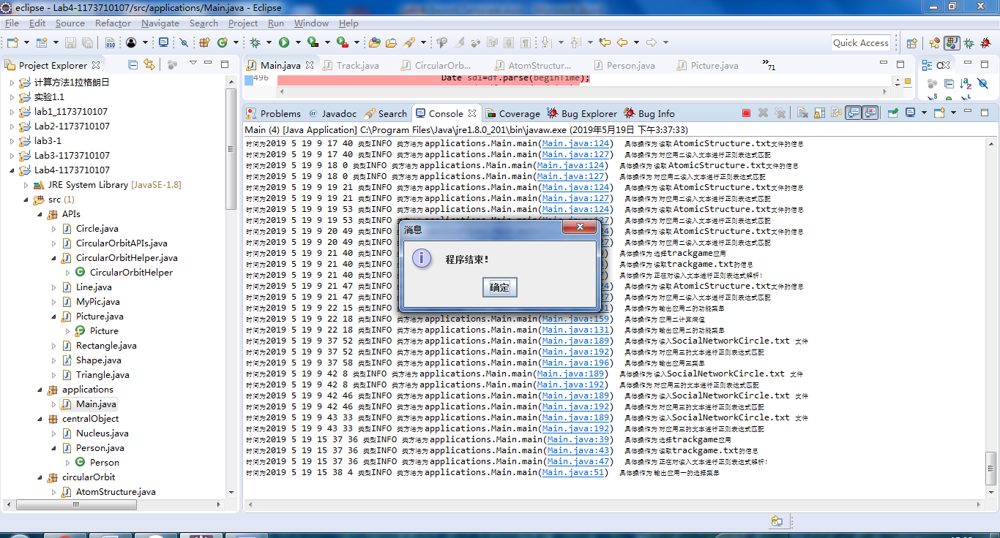 eclipse - Lab4-1173710107/src/applications/Main.java - Eclipse
File Edit Source Refactor Navigate Search Project Run Window Help
Quick Access
Project Explorer
Main.java Track.java CircularOrb... AtomStructur... Person.java Picture.java 71
计算方法1拉格朗日
实验1.1
lab1_1173710107
Lab2-1173710107
lab3-1
Lab3-1173710107
Lab4-1173710107
JRE System Library [JavaSE-1.8]
src (1)
APIs
Circle.java
CircularOrbitAPIs.java
CircularOrbitHelper.java
CircularOrbitHelper
Line.java
MyPic.java
Picture.java
Picture
Rectangle.java
Shape.java
Triangle.java
applications
Main.java
centralObject
Nucleus.java
Person.java
Person
circularOrbit
AtomStructure.java
496 Date sd1=df.parse(beginTime);
Problems @ Javadoc Search Console Coverage Bug Explorer Bug Info
Main (4) [Java Application] C:\Program Files\Java\jre1.8.0_201\bin\javaw.exe (2019年5月19日 下午3:37:33)
时间为2019 5 19 9 17 40 类型INFO 类方法为applications.Main.main(Main.java:124) 具体操作为 读取AtomicStructure.txt文件的信息
时间为2019 5 19 9 17 40 类型INFO 类方法为applications.Main.main(Main.java:127) 具体操作为 对应用二读入文本进行正则表达式匹配
时间为2019 5 19 9 18 0 类型INFO 类方法为applications.Main.main(Main.java:124) 具体操作为 读取AtomicStructure.txt文件的信息
时间为2019 5 19 9 18 0 类型INFO 类方法为applications.Main.main(Main.java:127) 具体操作为 对应用二读入文本进行正则表达式匹配
时间为2019 5 19 9 19 21 类型INFO 类方法为applications.Main.main(Main.java:124) 具体操作为 读取AtomicStructure.txt文件的信息
时间为2019 5 19 9 19 21 类型INFO 类方法为applications.Main.main(Main.java:127) 具体操作为 对应用二读入文本进行正则表达式匹配
时间为2019 5 19 9 19 53 类型INFO 类方法为applications.Main.main(Main.java:124) 具体操作为 读取AtomicStructure.txt文件的信息
时间为2019 5 19 9 19 53 类型INFO 27) 具体操作为 对应用二读入文本进行正则表达式匹配
时间为2019 5 19 9 20 49 类型INFO 24) 具体操作为 读取AtomicStructure.txt文件的信息
时间为2019 5 19 9 20 49 类型INFO 27) 具体操作为 对应用二读入文本进行正则表达式匹配
时间为2019 5 19 9 21 40 类型INFO ) 具体操作为 选择trackgame应用
时间为2019 5 19 9 21 40 类型INFO ) 具体操作为 读取trackgame.txt的信息
时间为2019 5 19 9 21 40 类型INFO ) 具体操作为 正在对读入文本进行正则表达式解析!
时间为2019 5 19 9 21 47 类型INFO 24) 具体操作为 读取AtomicStructure.txt文件的信息
时间为2019 5 19 9 21 47 类型INFO 27) 具体操作为 对应用二读入文本进行正则表达式匹配
时间为2019 5 19 9 22 15 类型INFO 31) 具体操作为 输出应用二的功能菜单
时间为2019 5 19 9 22 18 类型INFO 类方法为applications.Main.main(Main.java:159) 具体操作为 应用二计算熵值
时间为2019 5 19 9 22 18 类型INFO 类方法为applications.Main.main(Main.java:131) 具体操作为 输出应用二的功能菜单
时间为2019 5 19 9 37 52 类型INFO 类方法为applications.Main.main(Main.java:189) 具体操作为 读入SocialNetworkCircle.txt 文件
时间为2019 5 19 9 37 52 类型INFO 类方法为applications.Main.main(Main.java:192) 具体操作为 对应用三的文本进行正则表达式匹配
时间为2019 5 19 9 37 58 类型INFO 类方法为applications.Main.main(Main.java:196) 具体操作为 输出应用三菜单
时间为2019 5 19 9 42 8 类型INFO 类方法为applications.Main.main(Main.java:189) 具体操作为 读入SocialNetworkCircle.txt 文件
时间为2019 5 19 9 42 8 类型INFO 类方法为applications.Main.main(Main.java:192) 具体操作为 对应用三的文本进行正则表达式匹配
时间为2019 5 19 9 42 46 类型INFO 类方法为applications.Main.main(Main.java:189) 具体操作为 读入SocialNetworkCircle.txt 文件
时间为2019 5 19 9 42 46 类型INFO 类方法为applications.Main.main(Main.java:192) 具体操作为 对应用三的文本进行正则表达式匹配
时间为2019 5 19 9 43 33 类型INFO 类方法为applications.Main.main(Main.java:189) 具体操作为 读入SocialNetworkCircle.txt 文件
时间为2019 5 19 9 43 33 类型INFO 类方法为applications.Main.main(Main.java:192) 具体操作为 对应用三的文本进行正则表达式匹配
时间为2019 5 19 15 37 36 类型INFO 类方法为applications.Main.main(Main.java:39) 具体操作为 选择trackgame应用
时间为2019 5 19 15 37 36 类型INFO 类方法为applications.Main.main(Main.java:43) 具体操作为 读取trackgame.txt的信息
时间为2019 5 19 15 37 36 类型INFO 类方法为applications.Main.main(Main.java:47) 具体操作为 正在对读入文本进行正则表达式解析!
时间为2019 5 19 15 38 4 类型INFO 类方法为applications.Main.main(Main.java:51) 具体操作为 输出应用一的选择菜单
消息
程序结束!
确定